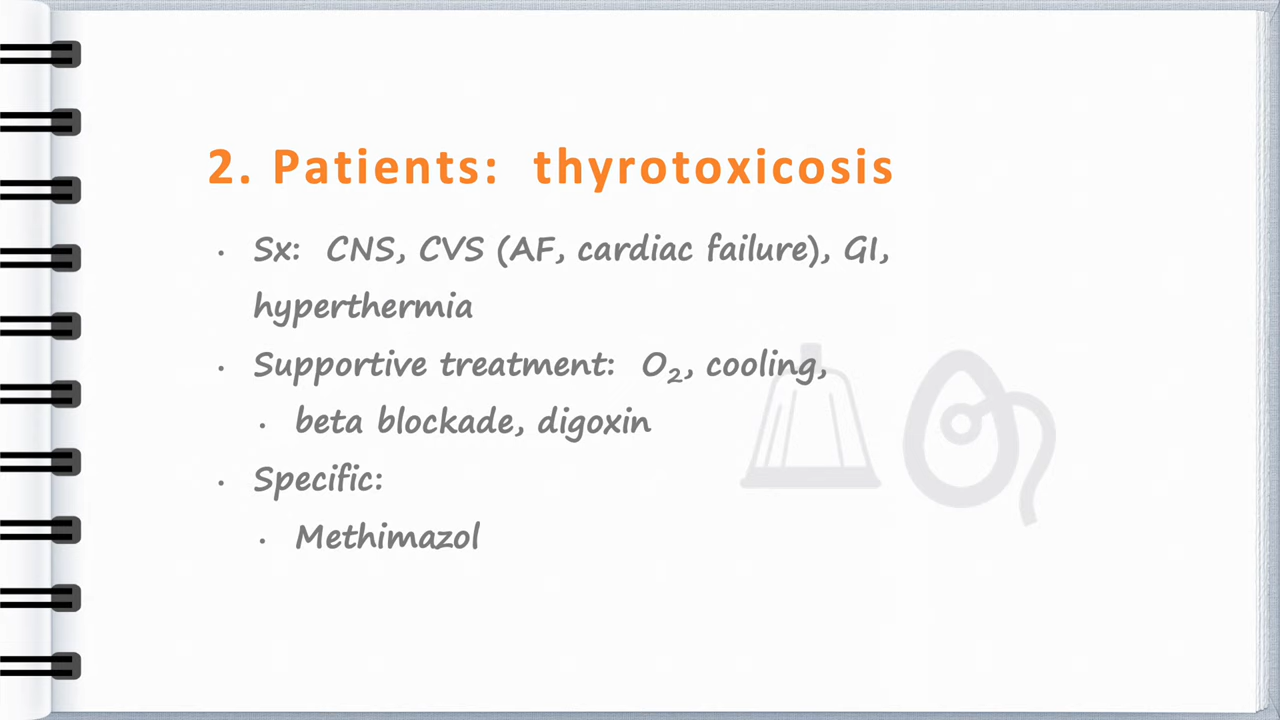 2. Patients: thyrotoxicosis
• Sx: CNS, CVS (AF, cardiac failure), GI,
hyperthermia
• Supportive treatment: O₂, cooling,
• beta blockade, digoxin
• Specific:
• Methimazol